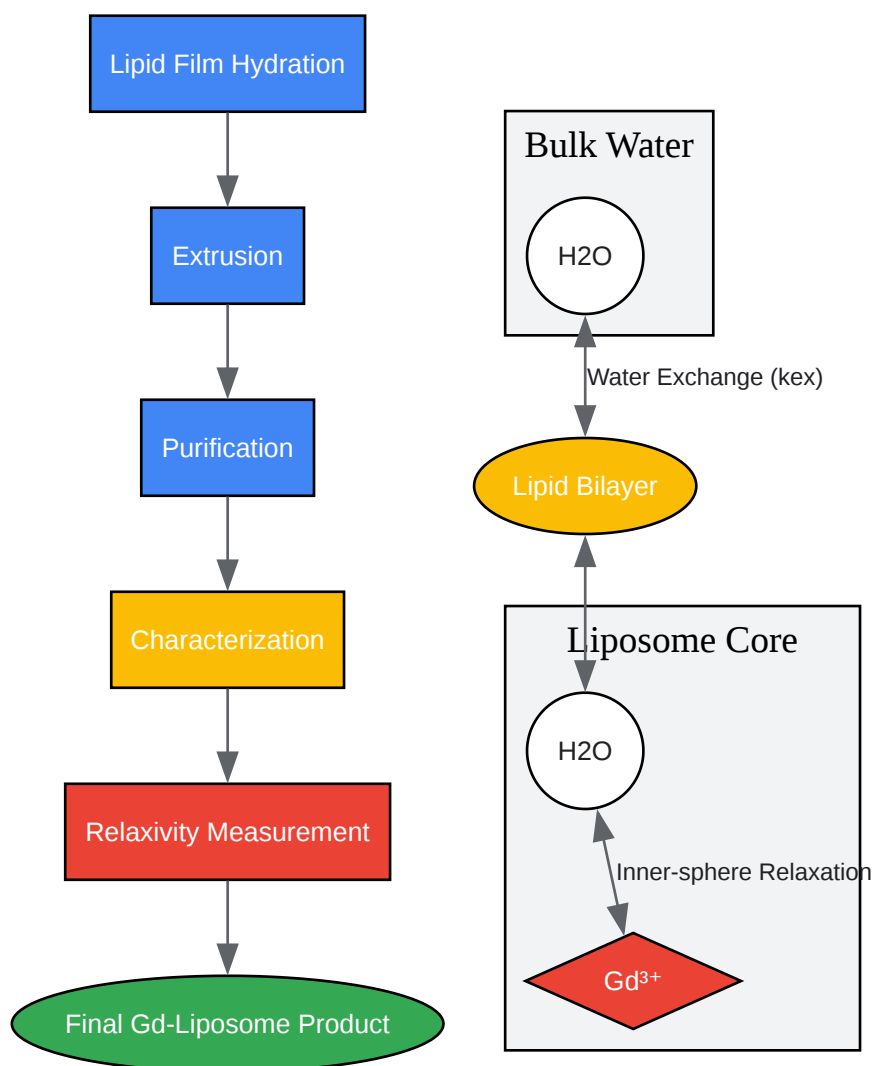 Lipid Film Hydration
Extrusion
Purification
Characterization
Relaxivity Measurement
Final Gd-Liposome Product
Bulk Water
H2O
Water Exchange (kex)
Lipid Bilayer
Liposome Core
H2O
Inner-sphere Relaxation
Gd³⁺